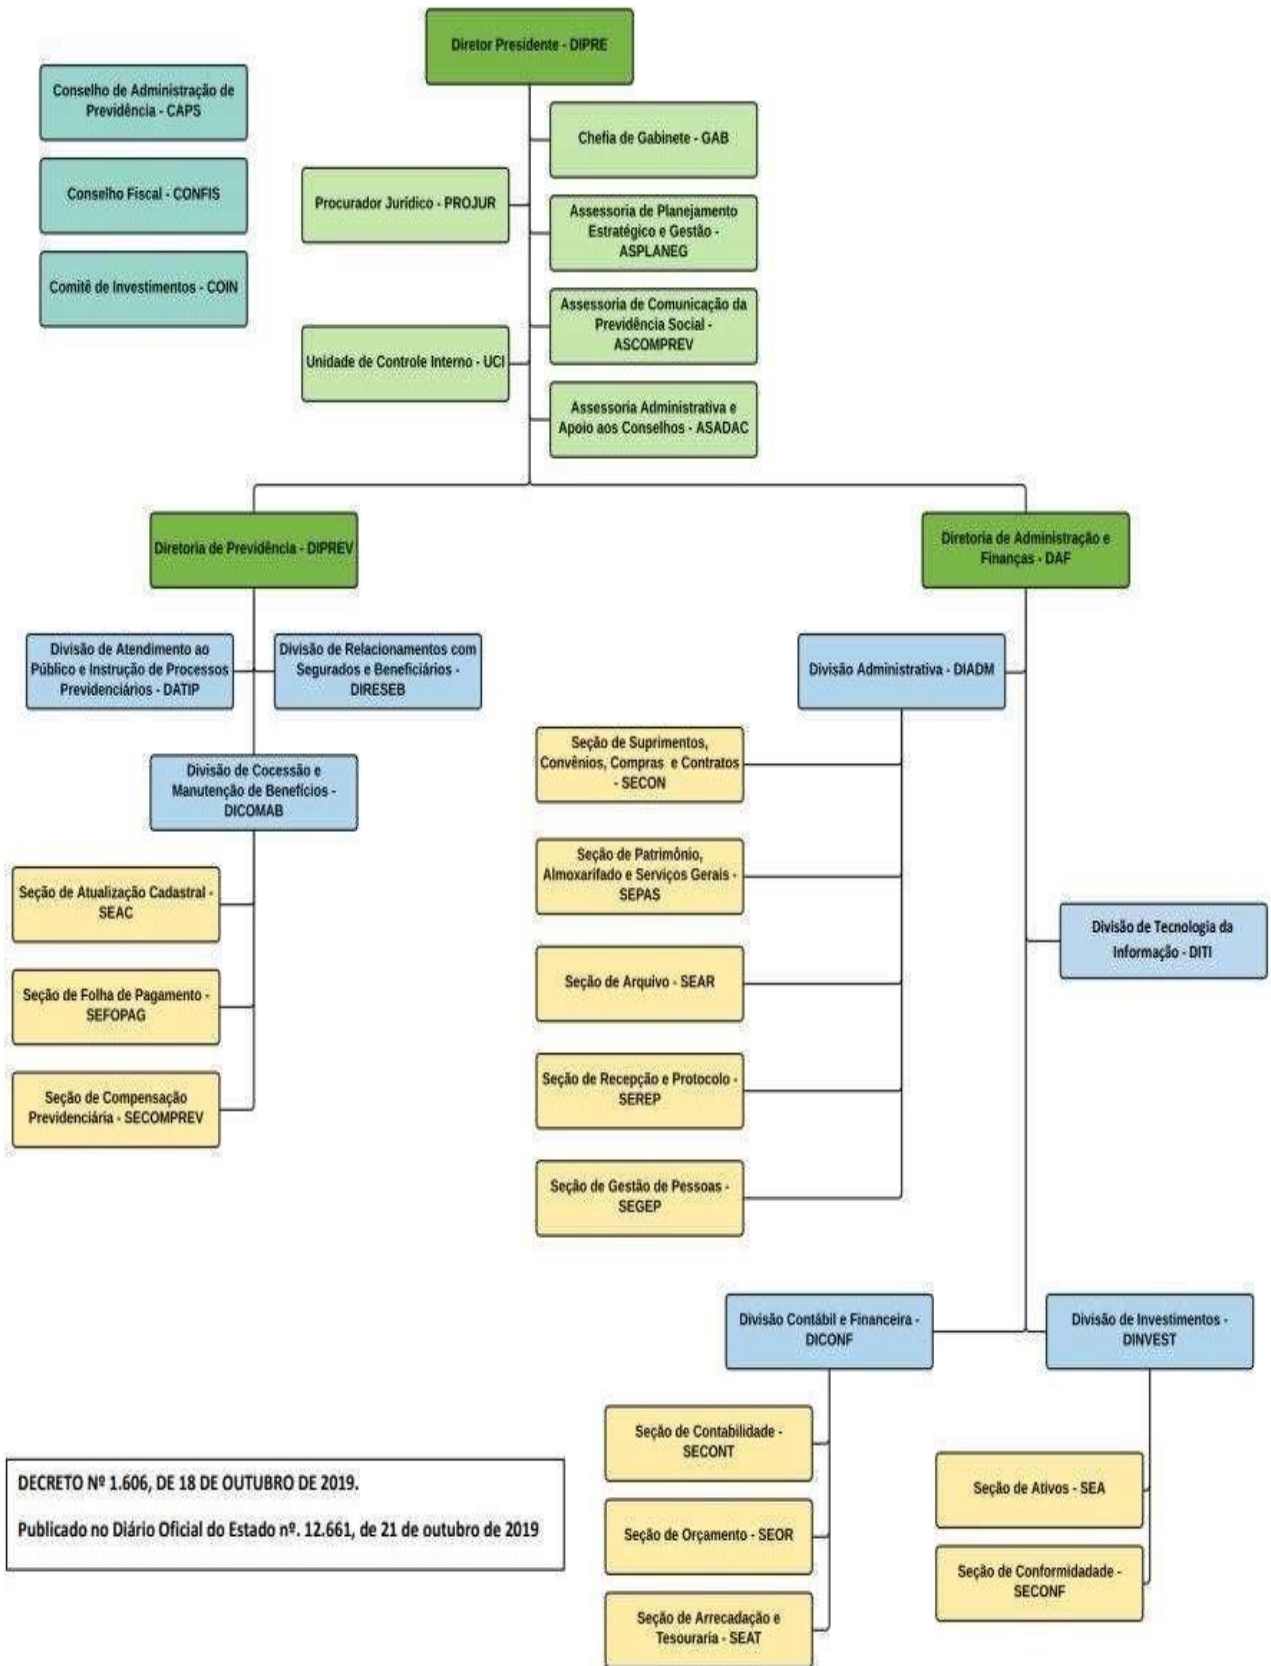 Diretor Presidente - DIPRE
Conselho de Administração de
Previdência - CAPS
Conselho Fiscal - CONFIS
Comitê de Investimentos - COIN
Chefia de Gabinete - GAB
Procurador Jurídico - PROJUR
Assessoria de Planejamento
Estratégico e Gestão -
ASPLANEG
Assessoria de Comunicação da
Previdência Social -
ASCOMPREV
Unidade de Controle Interno - UCI
Assessoria Administrativa e
Apoio aos Conselhos - ASADAC
Diretoria de Previdência - DIPREV
Diretoria de Administração e
Finanças - DAF
Divisão de Atendimento ao
Público e Instrução de Processos
Previdenciários - DATIP
Divisão de Relacionamentos com
Segurados e Beneficiários -
DIRESEB
Divisão de Cocessão e
Manutenção de Benefícios -
DICOMAB
Seção de Atualização Cadastral -
SEAC
Seção de Folha de Pagamento -
SEFOPAG
Seção de Compensação
Previdenciária - SECOMPREV
Divisão Administrativa - DIADM
Seção de Suprimentos,
Convênios, Compras e Contratos
- SECON
Seção de Patrimônio,
Almoxarifado e Serviços Gerais -
SEPAS
Seção de Arquivo - SEAR
Seção de Recepção e Protocolo -
SEREP
Seção de Gestão de Pessoas -
SEGEP
Divisão de Tecnologia da
Informação - DITI
Divisão Contábil e Financeira -
DICONF
Divisão de Investimentos -
DINVEST
Seção de Contabilidade -
SECONT
Seção de Orçamento - SEOR
Seção de Arrecadação e
Tesouraria - SEAT
Seção de Ativos - SEA
Seção de Conformidadade -
SECONF
DECRETO Nº 1.606, DE 18 DE OUTUBRO DE 2019.
Publicado no Diário Oficial do Estado nº. 12.661, de 21 de outubro de 2019